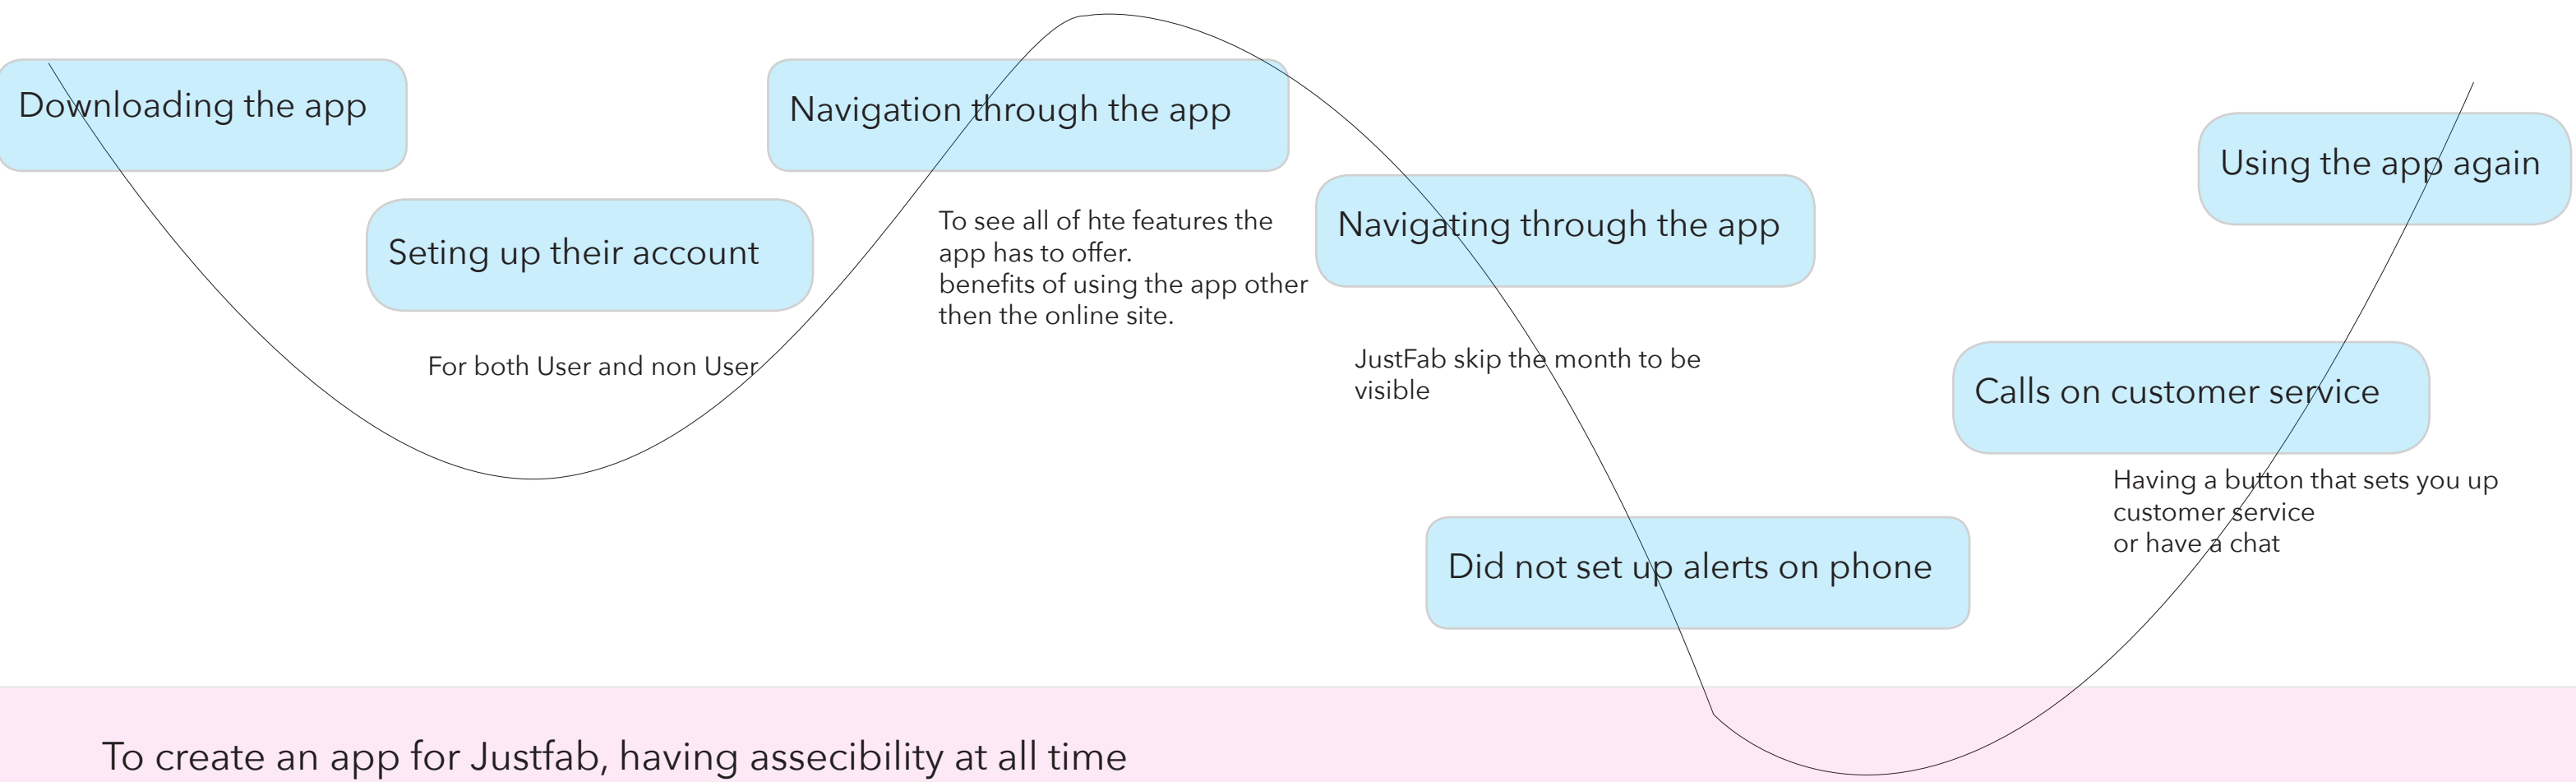 Downloading the app
Seting up their account
For both User and non User
Navigation through the app
To see all of hte features the
app has to offer.
benefits of using the app other
then the online site.
Navigating through the app
JustFab skip the month to be
visible
Did not set up alerts on phone
Calls on customer service
Having a button that sets you up
customer service
or have a chat
Using the app again
To create an app for Justfab, having assecibility at all time